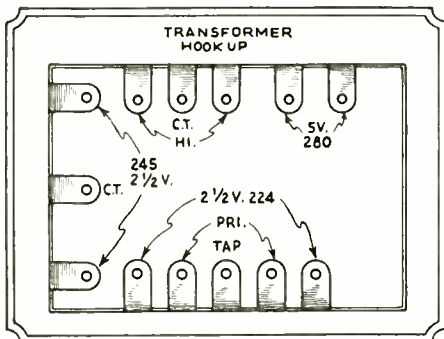 TRANSFORMER
HOOK UP
C.T.
HI.
5V.
280
245
2½V.
C.T.
2½V. 224
PRI.
TAP